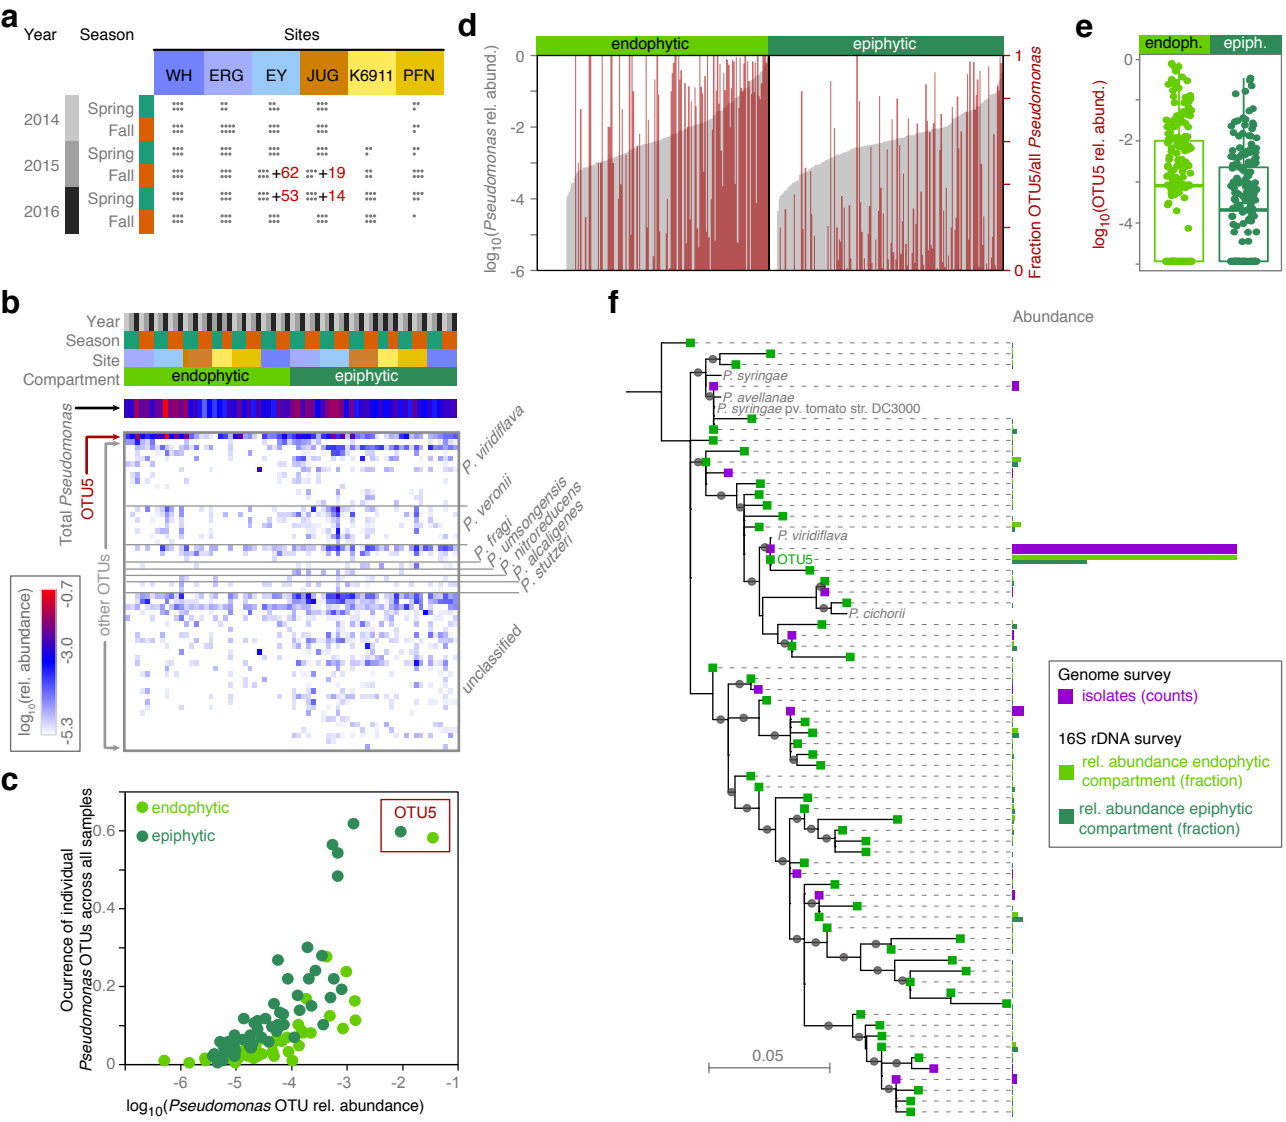 a
Year Season Sites
WH ERG EY JUG K6911 PFN
2014 Spring
Fall
2015 Spring
Fall +62 +19
2016 Spring +53 +14
Fall
b
Year
Season
Site
Compartment endophytic epiphytic
Total Pseudomonas
OTU5
other OTUs
P. viridiflava
P. veronii
P. fragi
P. umsongensis
P. nitroreducens
P. alcaligenes
P. stutzeri
unclassified
log10(rel. abundance)
-0.7
-3.0
-5.3
c
Ocurrence of individual
Pseudomonas OTUs across all samples
endophytic
epiphytic
OTU5
0.6
0.4
0.2
0
-6 -5 -4 -3 -2 -1
log10(Pseudomonas OTU rel. abundance)
d
endophytic epiphytic
log10(Pseudomonas rel. abund.)
0
-2
-4
-6
1
0
Fraction OTU5/all Pseudomonas
e
endoph. epiph.
log10(OTU5 rel. abund.)
0
-2
-4
f
Abundance
P. syringae
P. avellanae
P. syringae pv. tomato str. DC3000
P. viridiflava
OTU5
P. cichorii
0.05
Genome survey
isolates (counts)
16S rDNA survey
rel. abundance endophytic
compartment (fraction)
rel. abundance epiphytic
compartment (fraction)